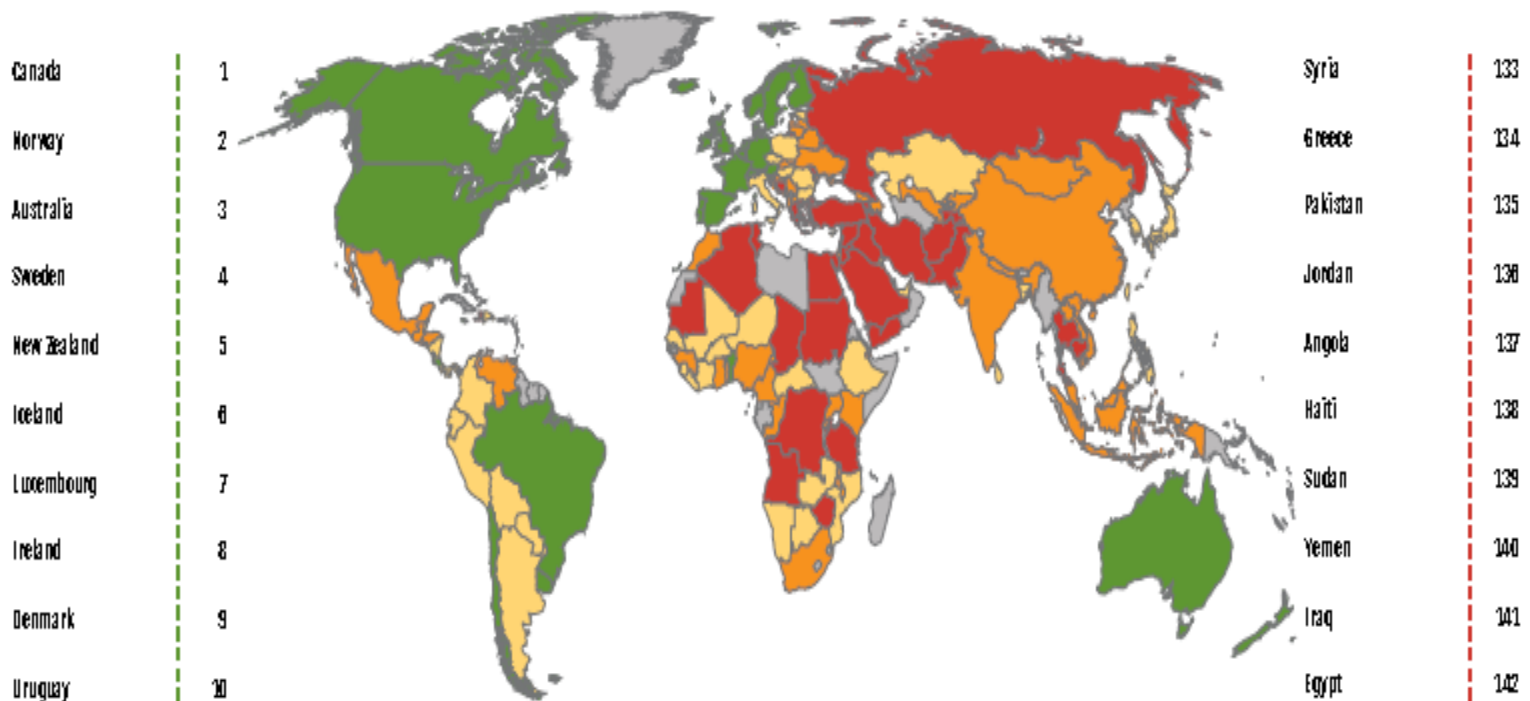 Canada 1
Norway 2
Australia 3
Sweden 4
New Zealand 5
Iceland 6
Luxembourg 7
Ireland 8
Denmark 9
Uruguay 10
Syria 133
Greece 134
Pakistan 135
Jordan 136
Angola 137
Haiti 138
Sudan 139
Yemen 140
Iraq 141
Egypt 142